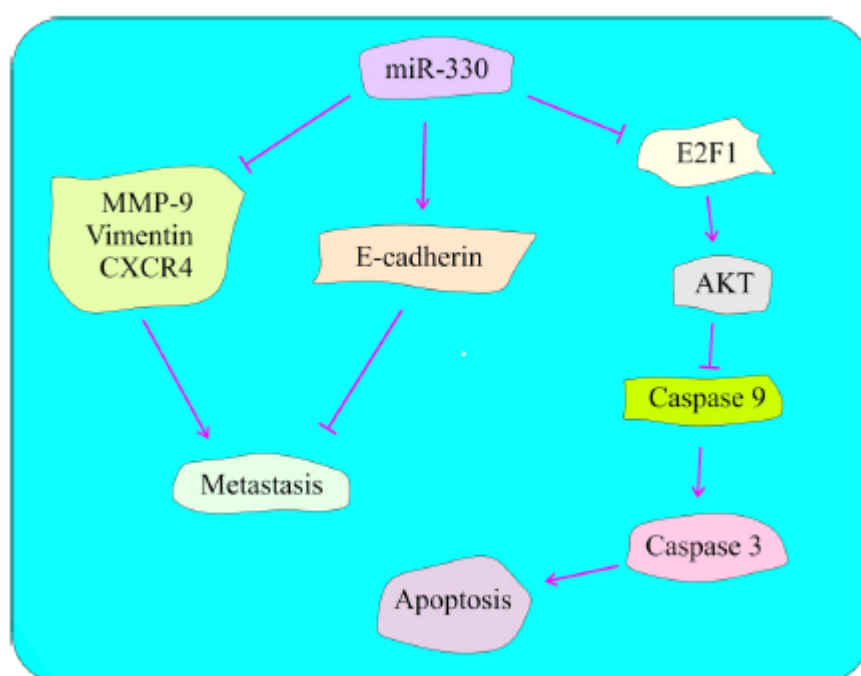 miR-330
E2F1
MMP-9
Vimentin
CXCR4
E-cadherin
AKT
Caspase 9
Metastasis
Caspase 3
Apoptosis